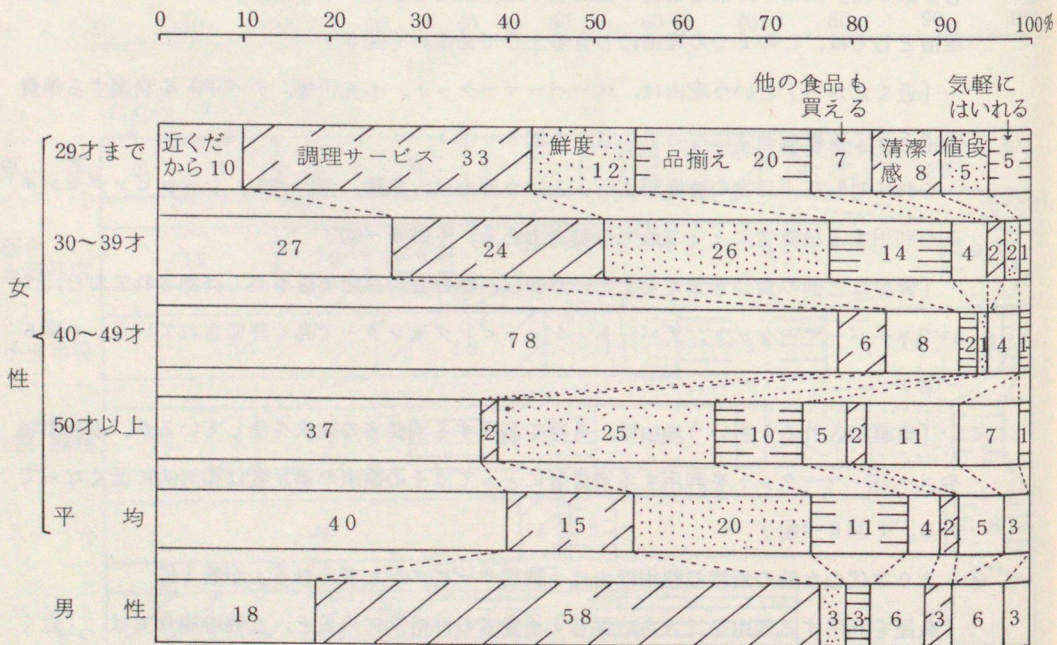 0 10 20 30 40 50 60 70 80 90 100%
他の食品も
買える
気軽に
はいれる
女性
29才まで
近くだ
から 10
調理サービス 33
鮮度
12
品揃え 20
7
清潔
感 8
値段
5
5
30~39才
27 24 26 14 4 2 2 1
40~49才
78 6 8 2 1 4 1
50才以上
37 2 25 10 5 2 11 7
平均
40 15 20 11 4 2 5 3
男性
18 58 3 3 6 3 6 3